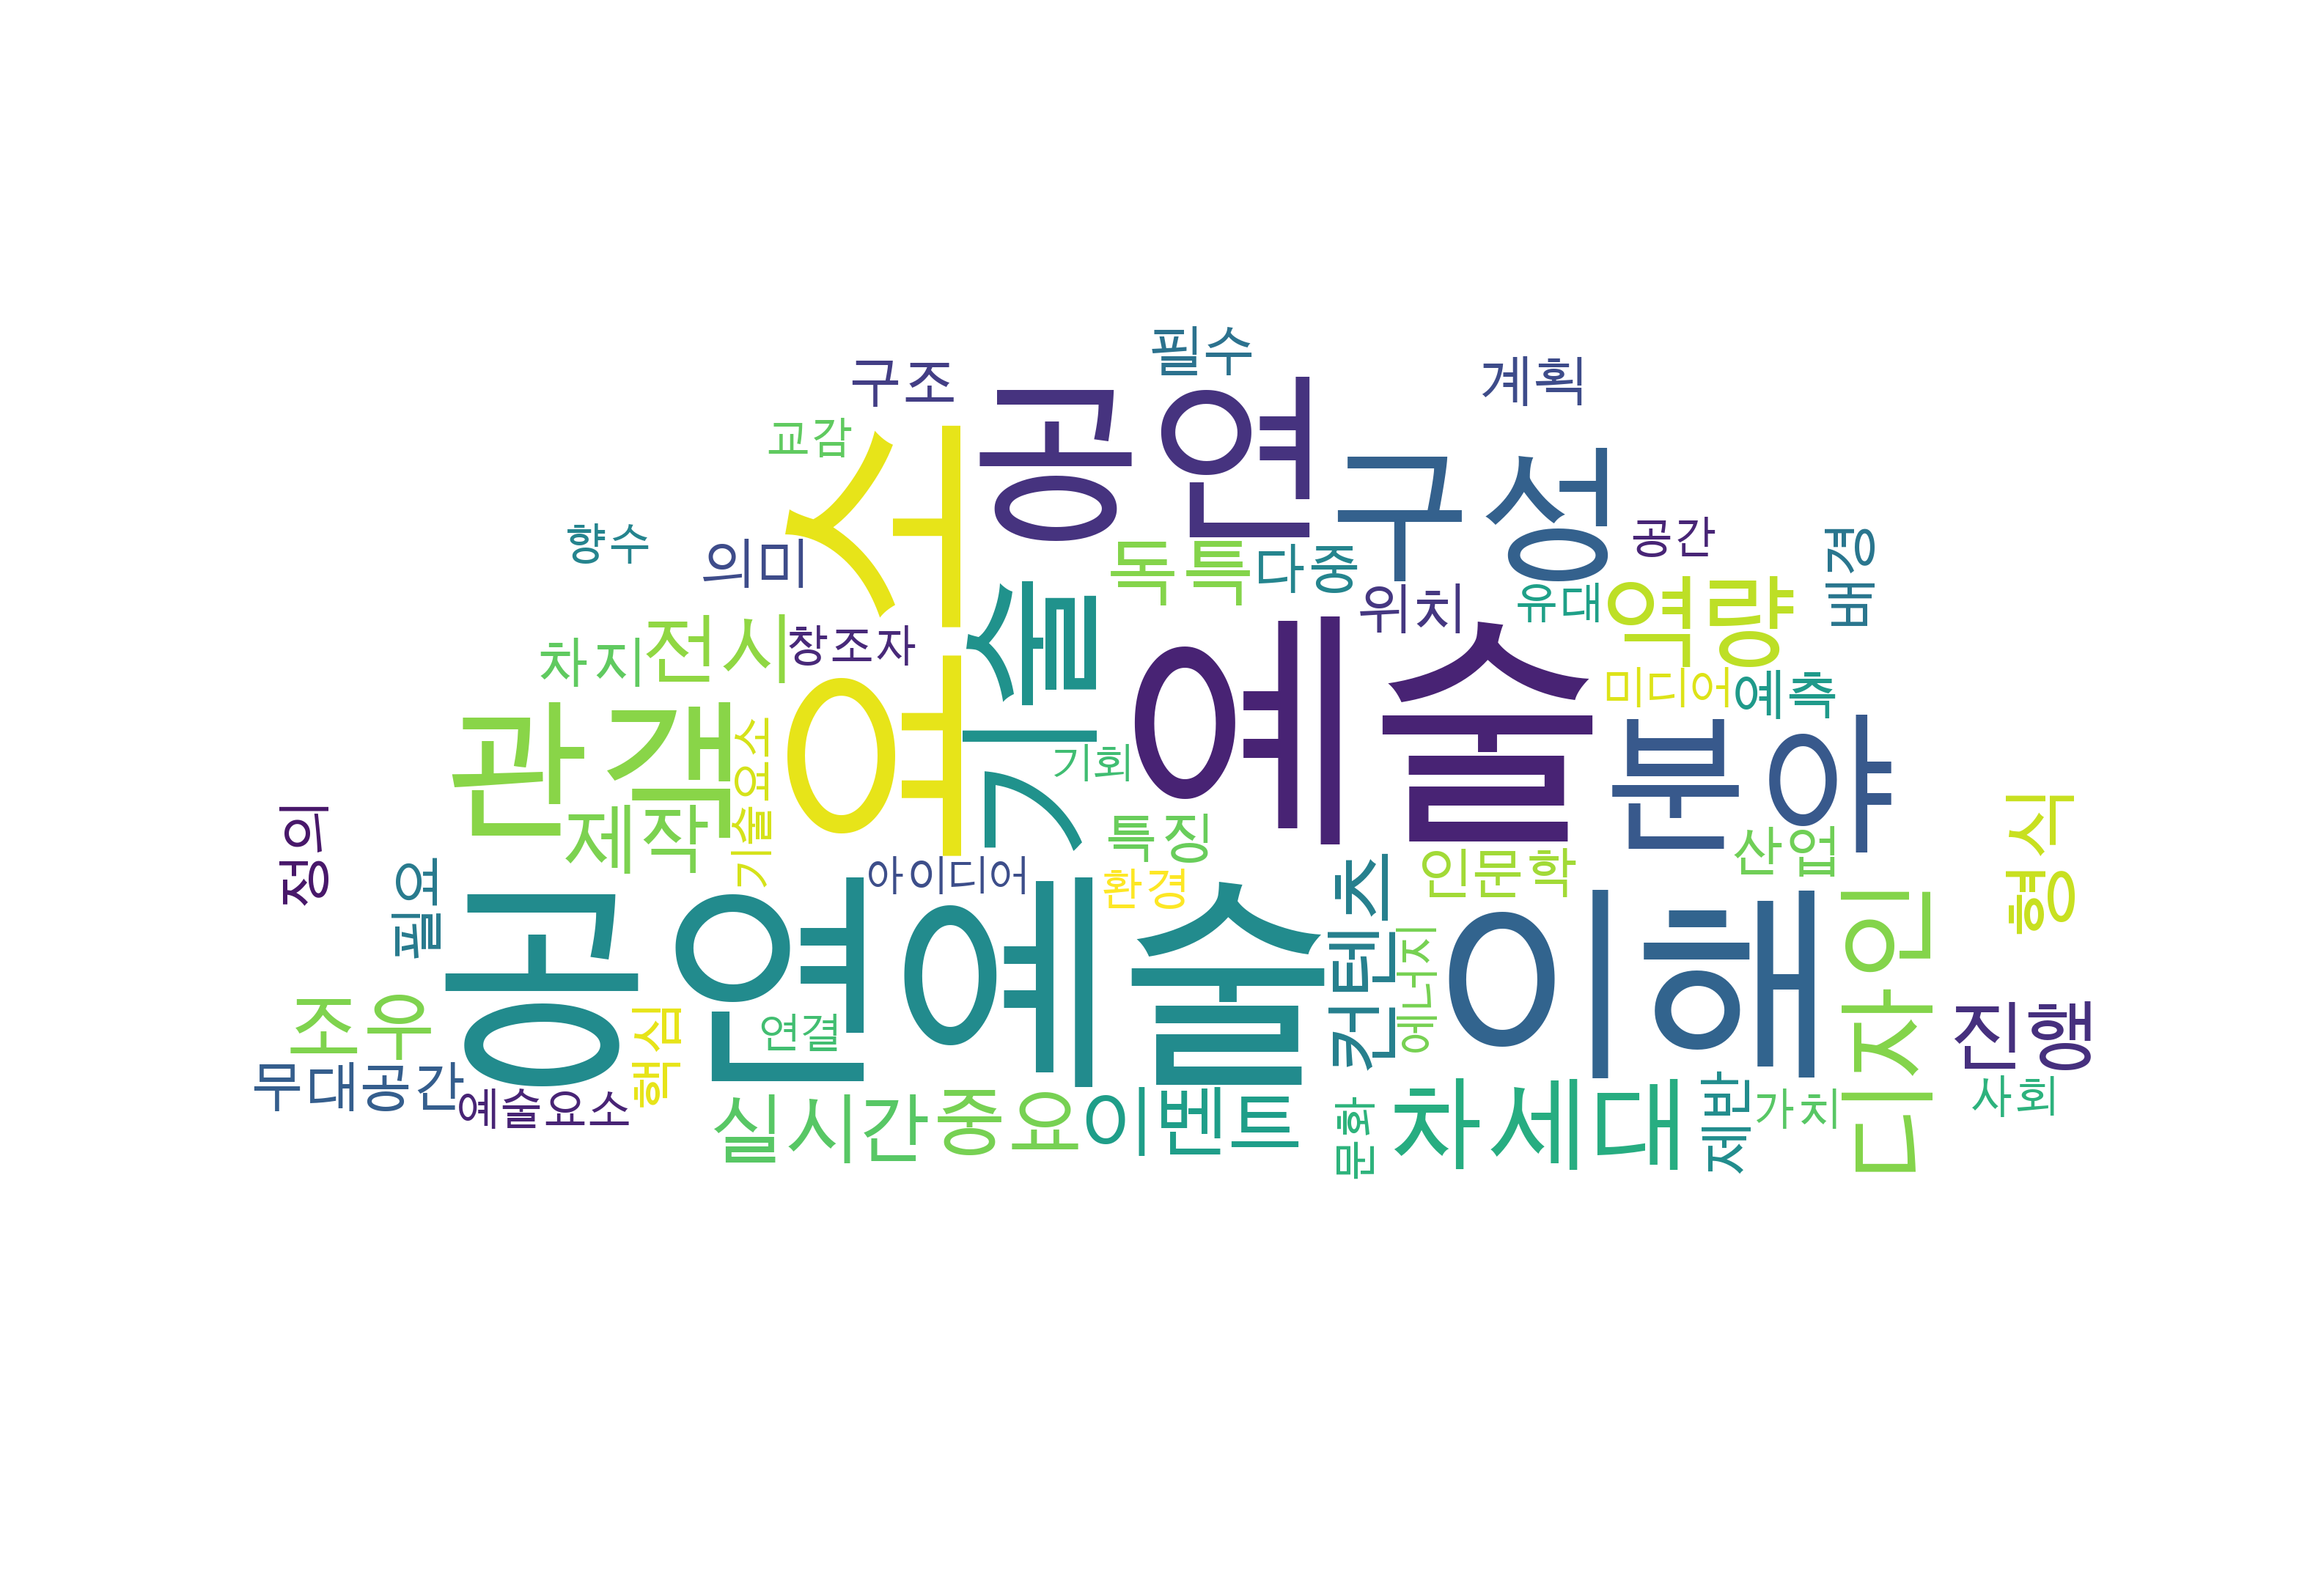 필수
구조
계획
공연
교감
구성
요소
향수
의미
독특
다중
공간
배경
위치
유대
역량
차지
전시
창조자
기술
예술
미디어
예측
관객
기술요소
기회
분야
정의
제작
특징
형식
필요
아이디어
환경
인문학
산업
공연예술
컨텐츠
에너지
이해
디자인
조우
핵심
연결
진행
무대공간
예술요소
실시간
중요
이벤트
문화
차세대
제한
가치
사회